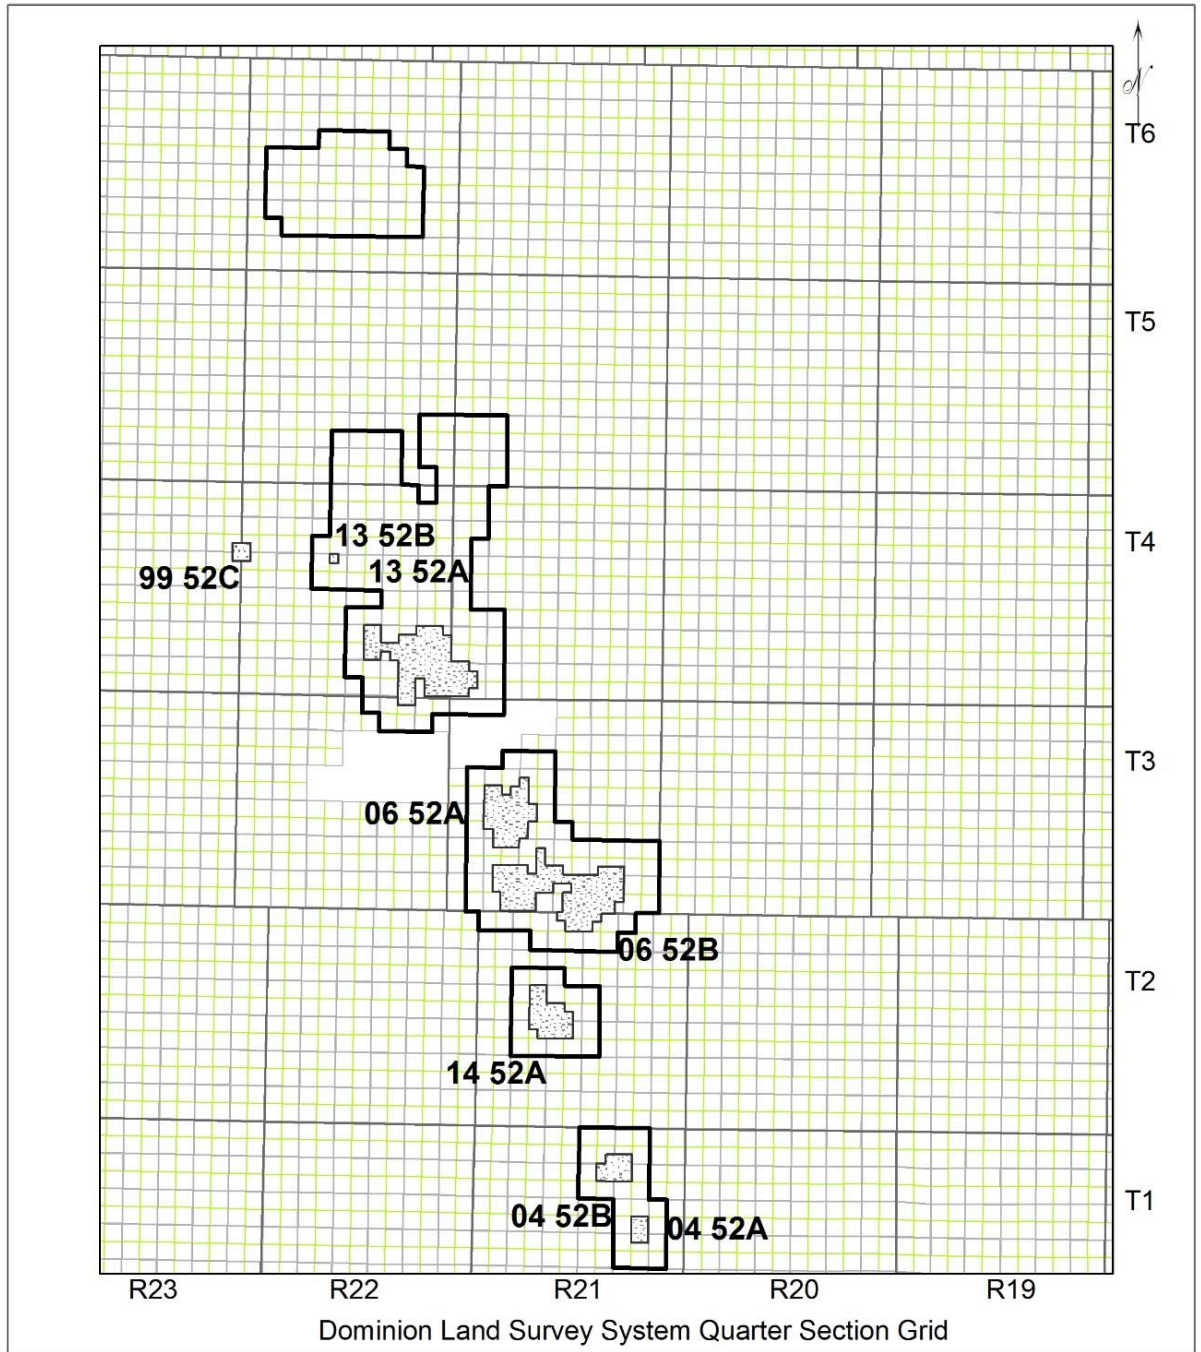 N
T6
T5
13 52B
T4
13 52A
99 52C
T3
06 52A
06 52B
T2
14 52A
T1
04 52B
04 52A
R23 R22 R21 R20 R19
Dominion Land Survey System Quarter Section Grid